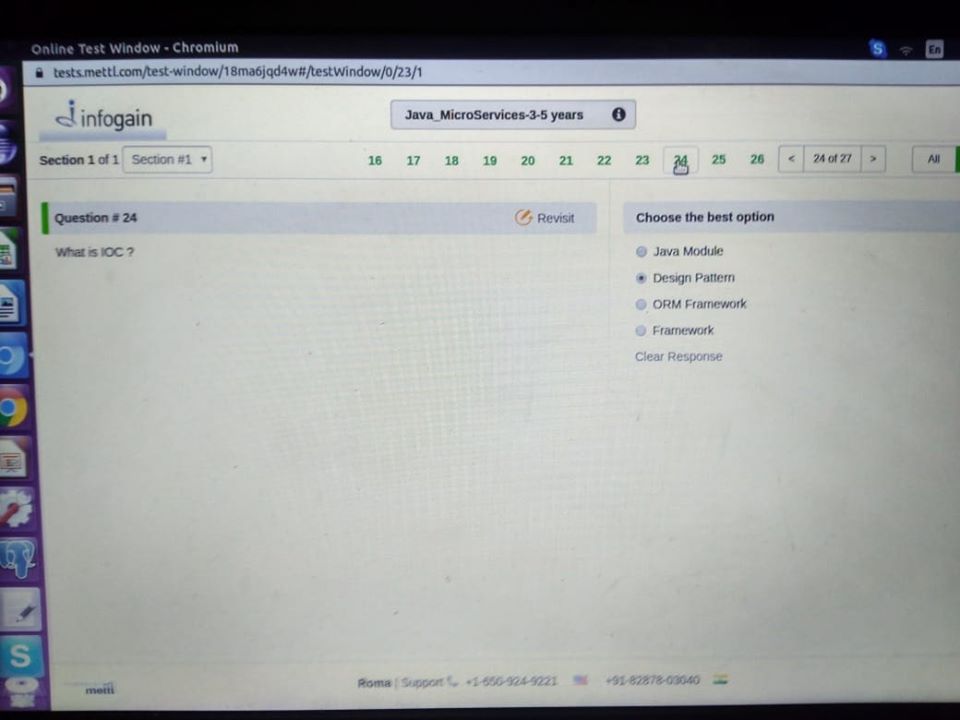 Online Test Window - Chromium
S
En
tests.mettl.com/test-window/18ma6jqd4w#/testWindow/0/23/1
infogain
Java_MicroServices-3-5 years
Section 1 of 1 Section #1 16 17 18 19 20 21 22 23 24 25 26 < 24 of 27 > All
Question # 24 Revisit
Choose the best option
What is IOC ?
Java Module
Design Pattern
ORM Framework
Framework
Clear Response
S
mettl
Roma | Support +1-650-924-9221 +91-82878-03040